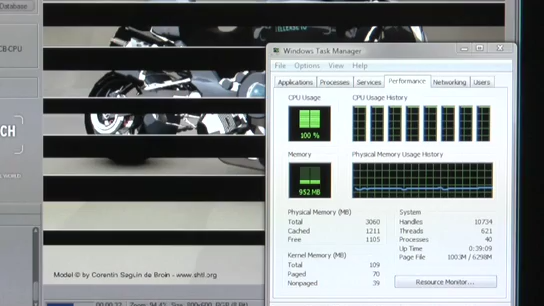 Database
CB-CPU
CH
Windows Task Manager
File Options View Help
Applications Processes Services Performance Networking Users
CPU Usage
CPU Usage History
100 %
Memory
Physical Memory Usage History
952 MB
Physical Memory (MB)
Total 3060
Cached 1211
Free 1105
System
Handles 10734
Threads 621
Processes 40
Up Time 0:39:09
Page File 1003M / 6298M
Kernel Memory (MB)
Total 109
Paged 70
Nonpaged 39
Resource Monitor...
Model © by Corentin Seguin de Broin - www.shtl.org